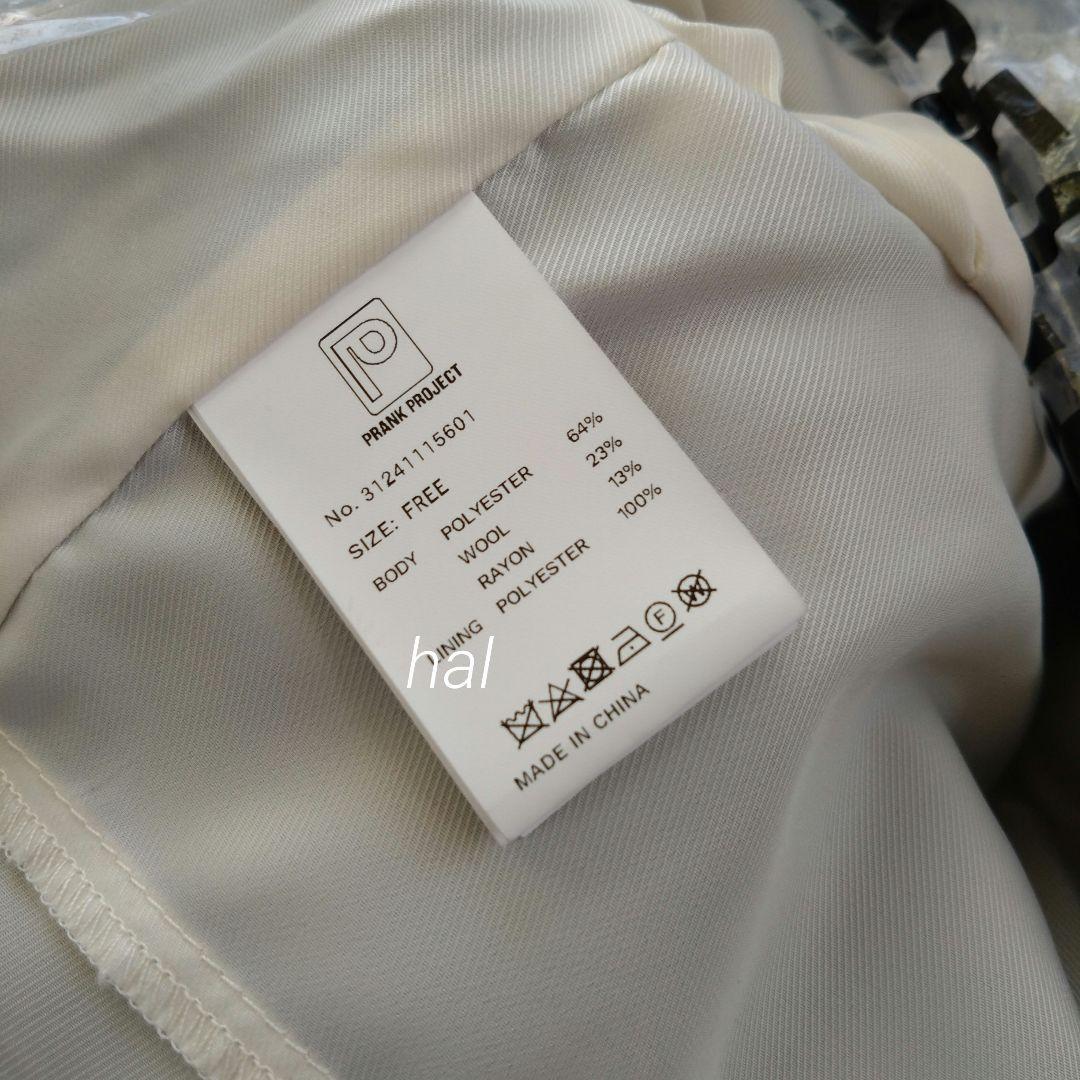 P
PRANK PROJECT
No. 31241115601
SIZE: FREE
BODY POLYESTER 64%
WOOL 23%
RAYON 13%
LINING POLYESTER 100%
hal
F W
MADE IN CHINA